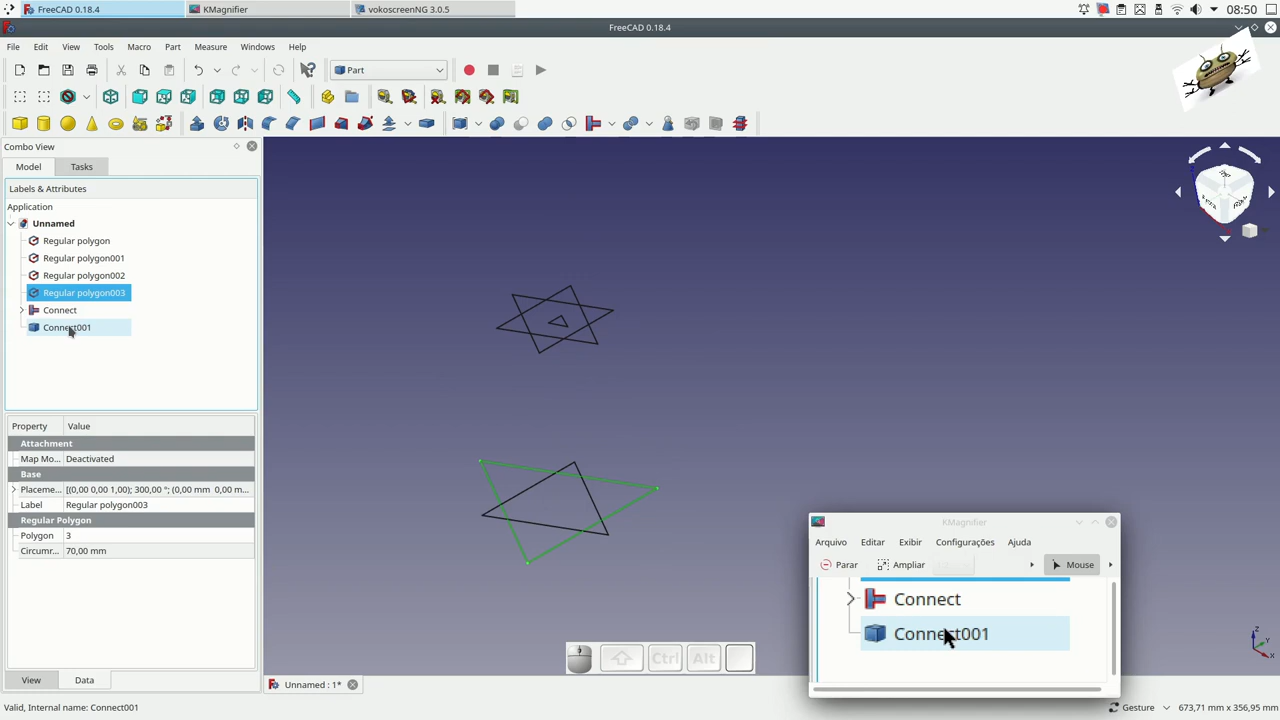 FreeCAD 0.18.4
KMagnifier
vokoscreenNG 3.0.5
08:50
FreeCAD 0.18.4
File Edit View Tools Macro Part Measure Windows Help
Part
Combo View
Model Tasks
Labels & Attributes
Application
Unnamed
Regular polygon
Regular polygon001
Regular polygon002
Regular polygon003
Connect
Connect001
Property Value
Attachment
Map Mo... Deactivated
Base
Placeme... [(0,00 0,00 1,00); 300,00 °; (0,00 mm 0,00 m...
Label Regular polygon003
Regular Polygon
Polygon 3
Circumr... 70,00 mm
View Data
KMagnifier
Arquivo Editar Exibir Configurações Ajuda
Parar Ampliar Mouse
Connect
Connect001
Ctrl Alt
Unnamed : 1*
Valid, Internal name: Connect001
Gesture 673,71 mm x 356,95 mm